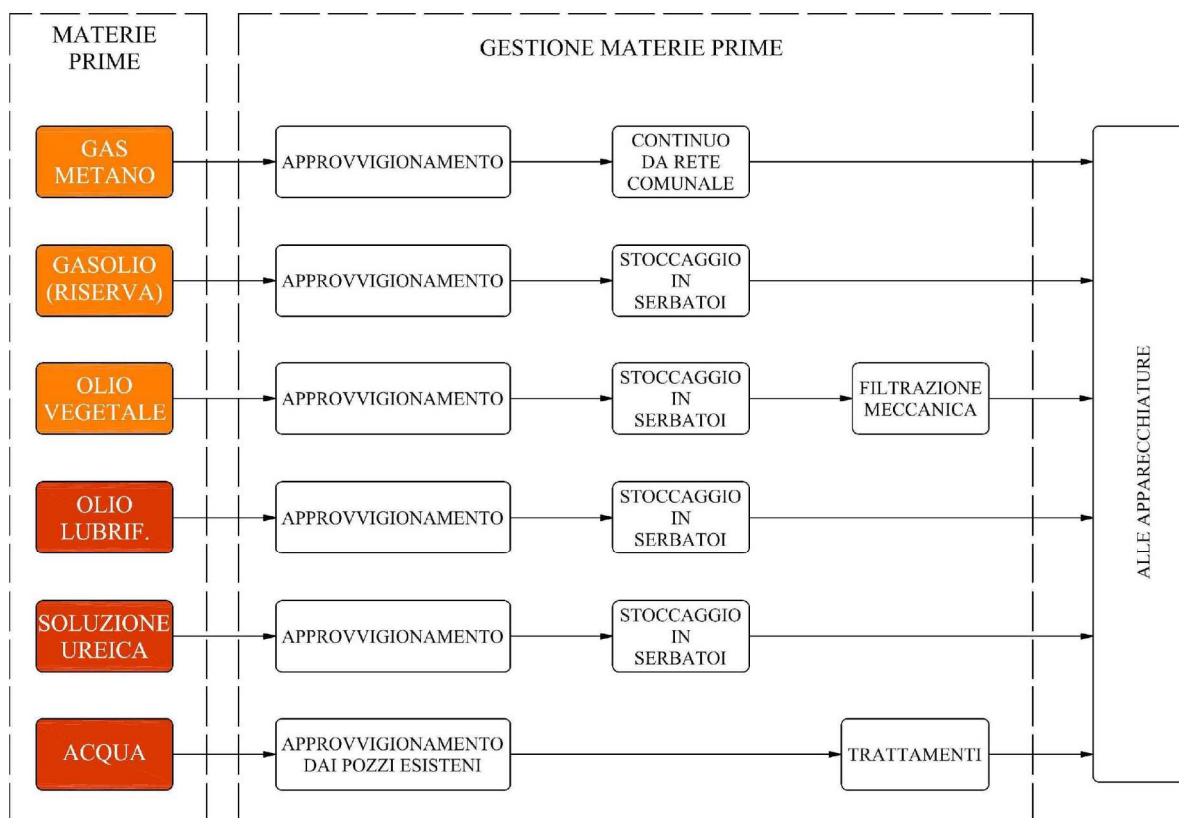 MATERIE
PRIME
GESTIONE MATERIE PRIME
GAS
METANO
APPROVVIGIONAMENTO
CONTINUO
DA RETE
COMUNALE
GASOLIO
(RISERVA)
APPROVVIGIONAMENTO
STOCCAGGIO
IN
SERBATOI
OLIO
VEGETALE
APPROVVIGIONAMENTO
STOCCAGGIO
IN
SERBATOI
FILTRAZIONE
MECCANICA
OLIO
LUBRIF.
APPROVVIGIONAMENTO
STOCCAGGIO
IN
SERBATOI
SOLUZIONE
UREICA
APPROVVIGIONAMENTO
STOCCAGGIO
IN
SERBATOI
ACQUA
APPROVVIGIONAMENTO
DAI POZZI ESISTENI
TRATTAMENTI
ALLE APPARECCHIATURE